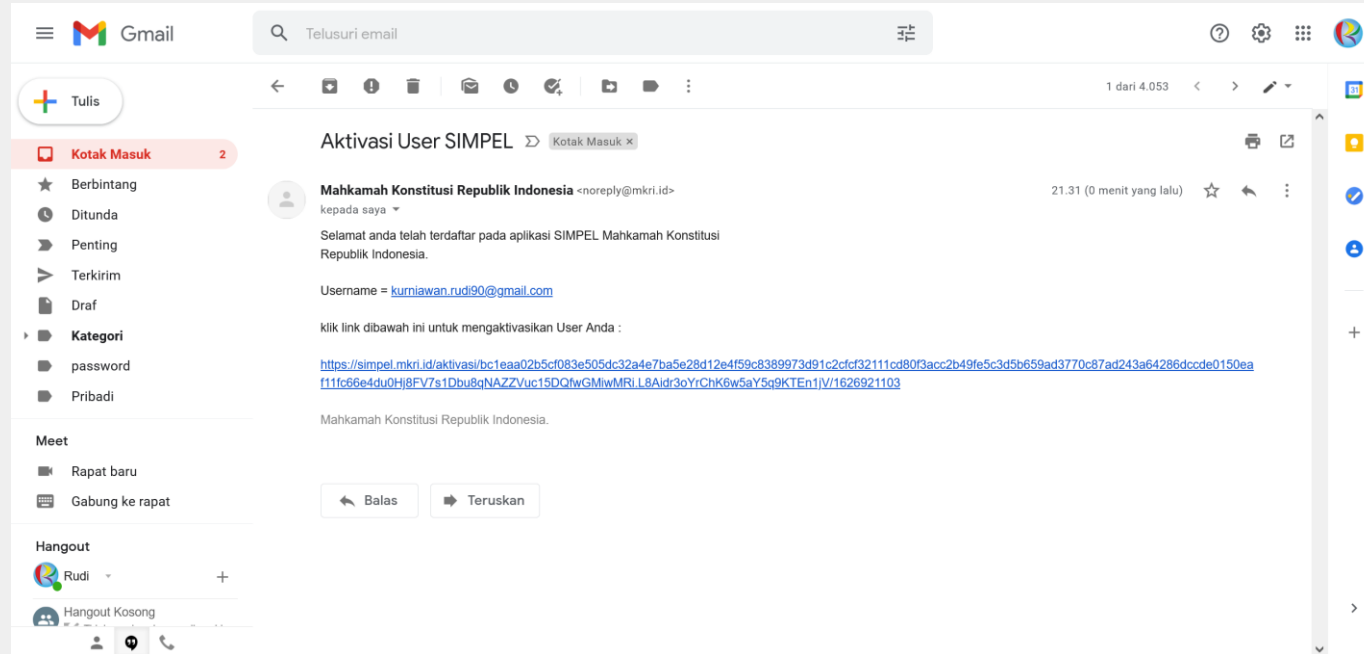 Gmail
Telusuri email
Tulis
1 dari 4.053
31
Kotak Masuk 2
Berbintang
Ditunda
Penting
Terkirim
Draf
Kategori
password
Pribadi
Meet
Rapat baru
Gabung ke rapat
Hangout
Rudi
Hangout Kosong
Aktivasi User SIMPEL Kotak Masuk ×
Mahkamah Konstitusi Republik Indonesia <noreply@mkri.id> 21.31 (0 menit yang lalu)
kepada saya
Selamat anda telah terdaftar pada aplikasi SIMPEL Mahkamah Konstitusi
Republik Indonesia.
Username = kurniawan.rudi90@gmail.com
klik link dibawah ini untuk mengaktivasikan User Anda :
https://simpel.mkri.id/aktivasi/bc1eaa02b5cf083e505dc32a4e7ba5e28d12e4f59c8389973d91c2cfcf32111cd80f3acc2b49fe5c3d5b659ad3770c87ad243a64286dccde0150ea
f11fc66e4du0Hj8FV7s1Dbu8qNAZZVuc15DQfwGMiwMRi.L8Aidr3oYrChK6w5aY5q9KTEn1jV/1626921103
Mahkamah Konstitusi Republik Indonesia.
Balas
Teruskan